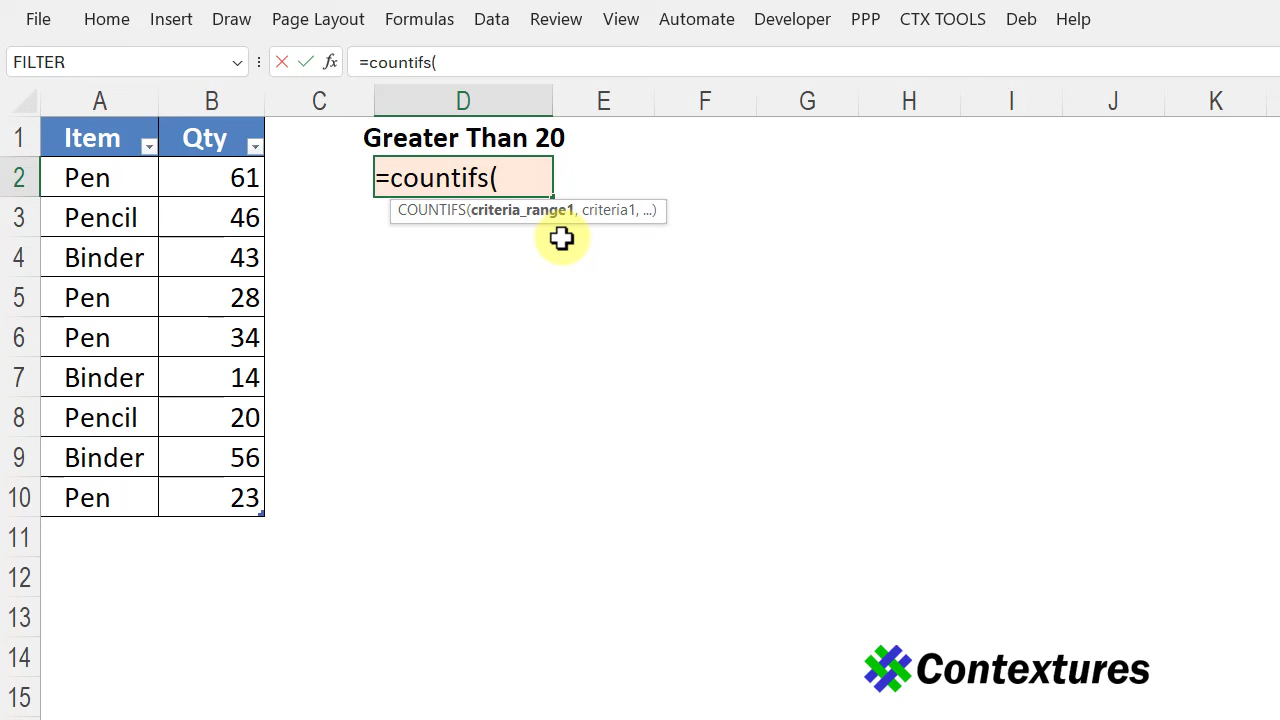 File Home Insert Draw Page Layout Formulas Data Review View Automate Developer PPP CTX TOOLS Deb Help
FILTER fx =countifs(
A B C D E F G H I J K
1 Item Qty Greater Than 20
2 Pen 61 =countifs(
COUNTIFS(criteria_range1, criteria1, ...)
3 Pencil 46
4 Binder 43
5 Pen 28
6 Pen 34
7 Binder 14
8 Pencil 20
9 Binder 56
10 Pen 23
11
12
13
14
Contextures
15